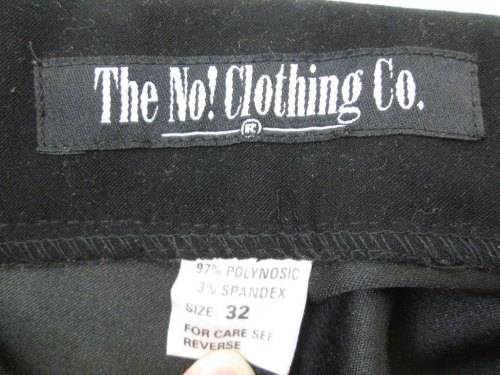 The No! Clothing Co.
®
97% POLYNOSIC
3% SPANDEX
SIZE: 32
FOR CARE SEE
REVERSE